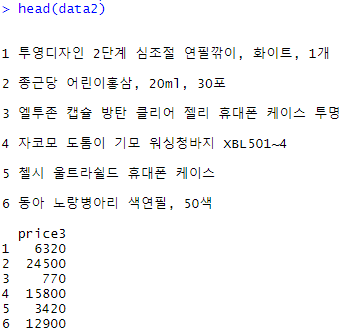 > head(data2)
1 투영디자인 2단계 심조절 연필깎이, 화이트, 1개
2 종근당 어린이홍삼, 20ml, 30포
3 엘투존 캡슐 방탄 클리어 젤리 휴대폰 케이스 투명
4 자코모 도톰이 기모 워싱청바지 XBL501~4
5 첼시 울트라쉴드 휴대폰 케이스
6 동아 노랑병아리 색연필, 50색
price3
1 6320
2 24500
3 770
4 15800
5 3420
6 12900